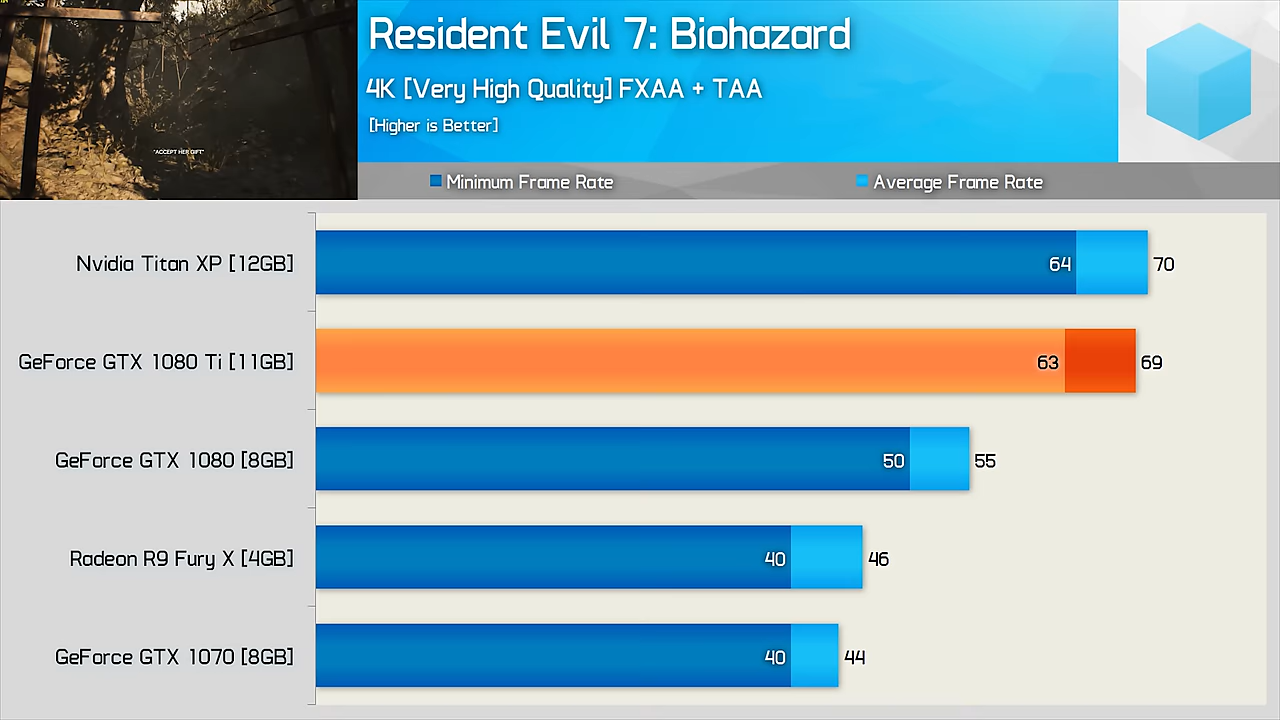 Resident Evil 7: Biohazard
4K [Very High Quality] FXAA + TAA
[Higher is Better]
"ACCEPT HER GIFT"
Minimum Frame Rate
Average Frame Rate
Nvidia Titan XP [12GB]
64
70
GeForce GTX 1080 Ti [11GB]
63
69
GeForce GTX 1080 [8GB]
50
55
Radeon R9 Fury X [4GB]
40
46
GeForce GTX 1070 [8GB]
40
44